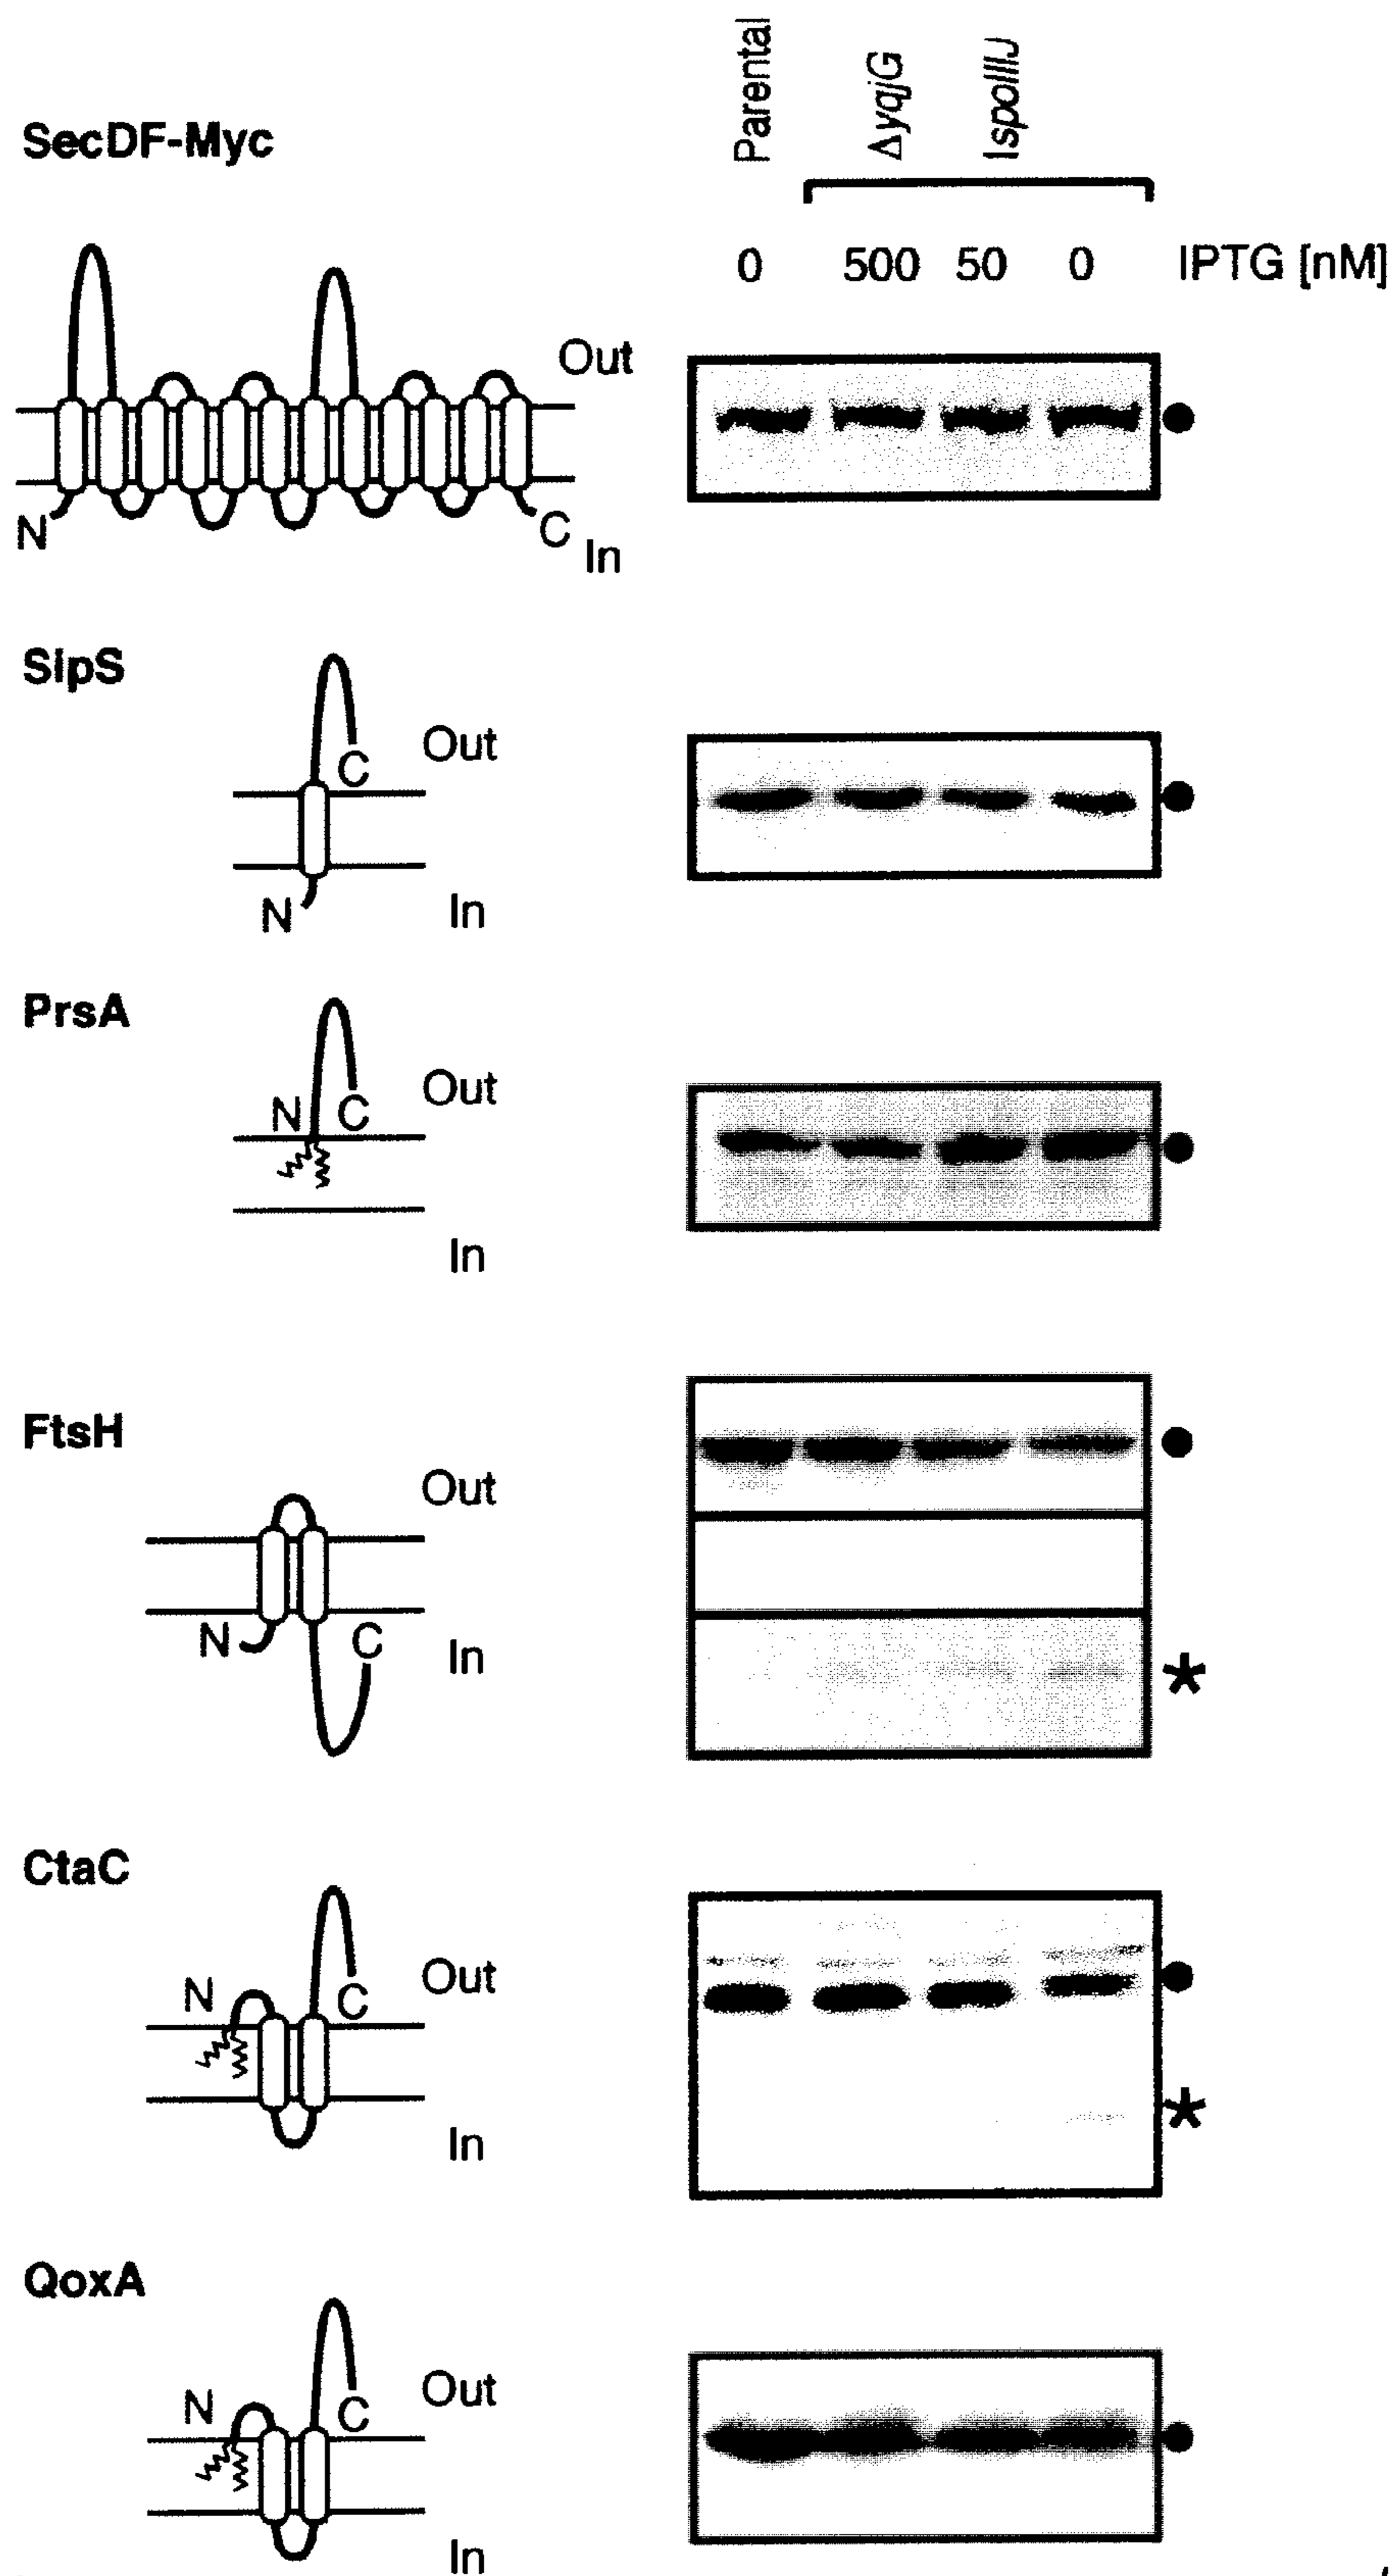 Parental
ΔyqjG
IspoIIIJ
SecDF-Myc
0 500 50 0 IPTG [nM]
Out
N
C
In
SipS
Out
C
N
In
PrsA
Out
N
C
In
FtsH
Out
N
C
In
*
CtaC
Out
N
C
*
In
QoxA
Out
N
C
In